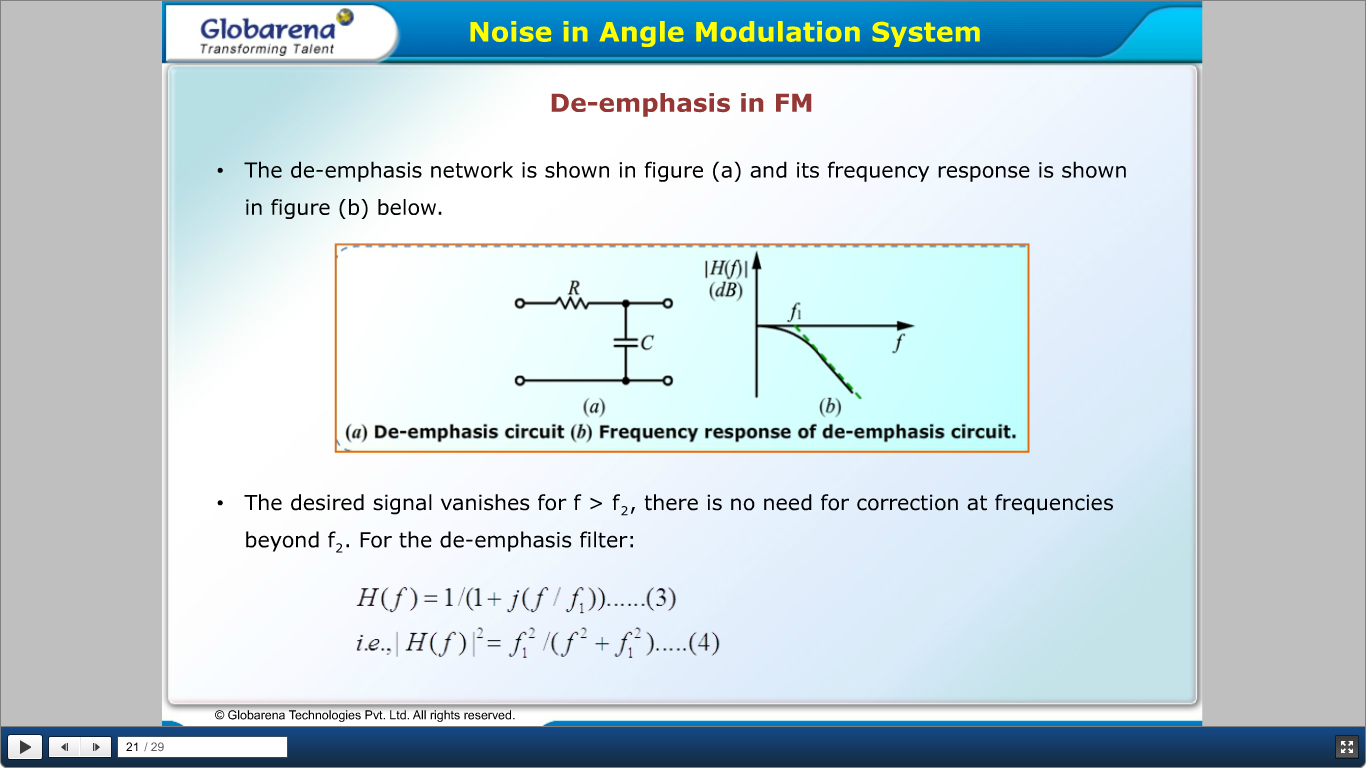 Globarena
Transforming Talent
Noise in Angle Modulation System
De-emphasis in FM
• The de-emphasis network is shown in figure (a) and its frequency response is shown
in figure (b) below.
R
C
(a)
|H(f)|
(dB)
f₁
f
(b)
(a) De-emphasis circuit (b) Frequency response of de-emphasis circuit.
• The desired signal vanishes for f > f₂, there is no need for correction at frequencies
beyond f₂. For the de-emphasis filter:
H(f)=1/(1+ j(f / f₁))......(3)
i.e.,| H(f)|²= f₁² /(f² + f₁²).....(4)
© Globarena Technologies Pvt. Ltd. All rights reserved.
21 / 29